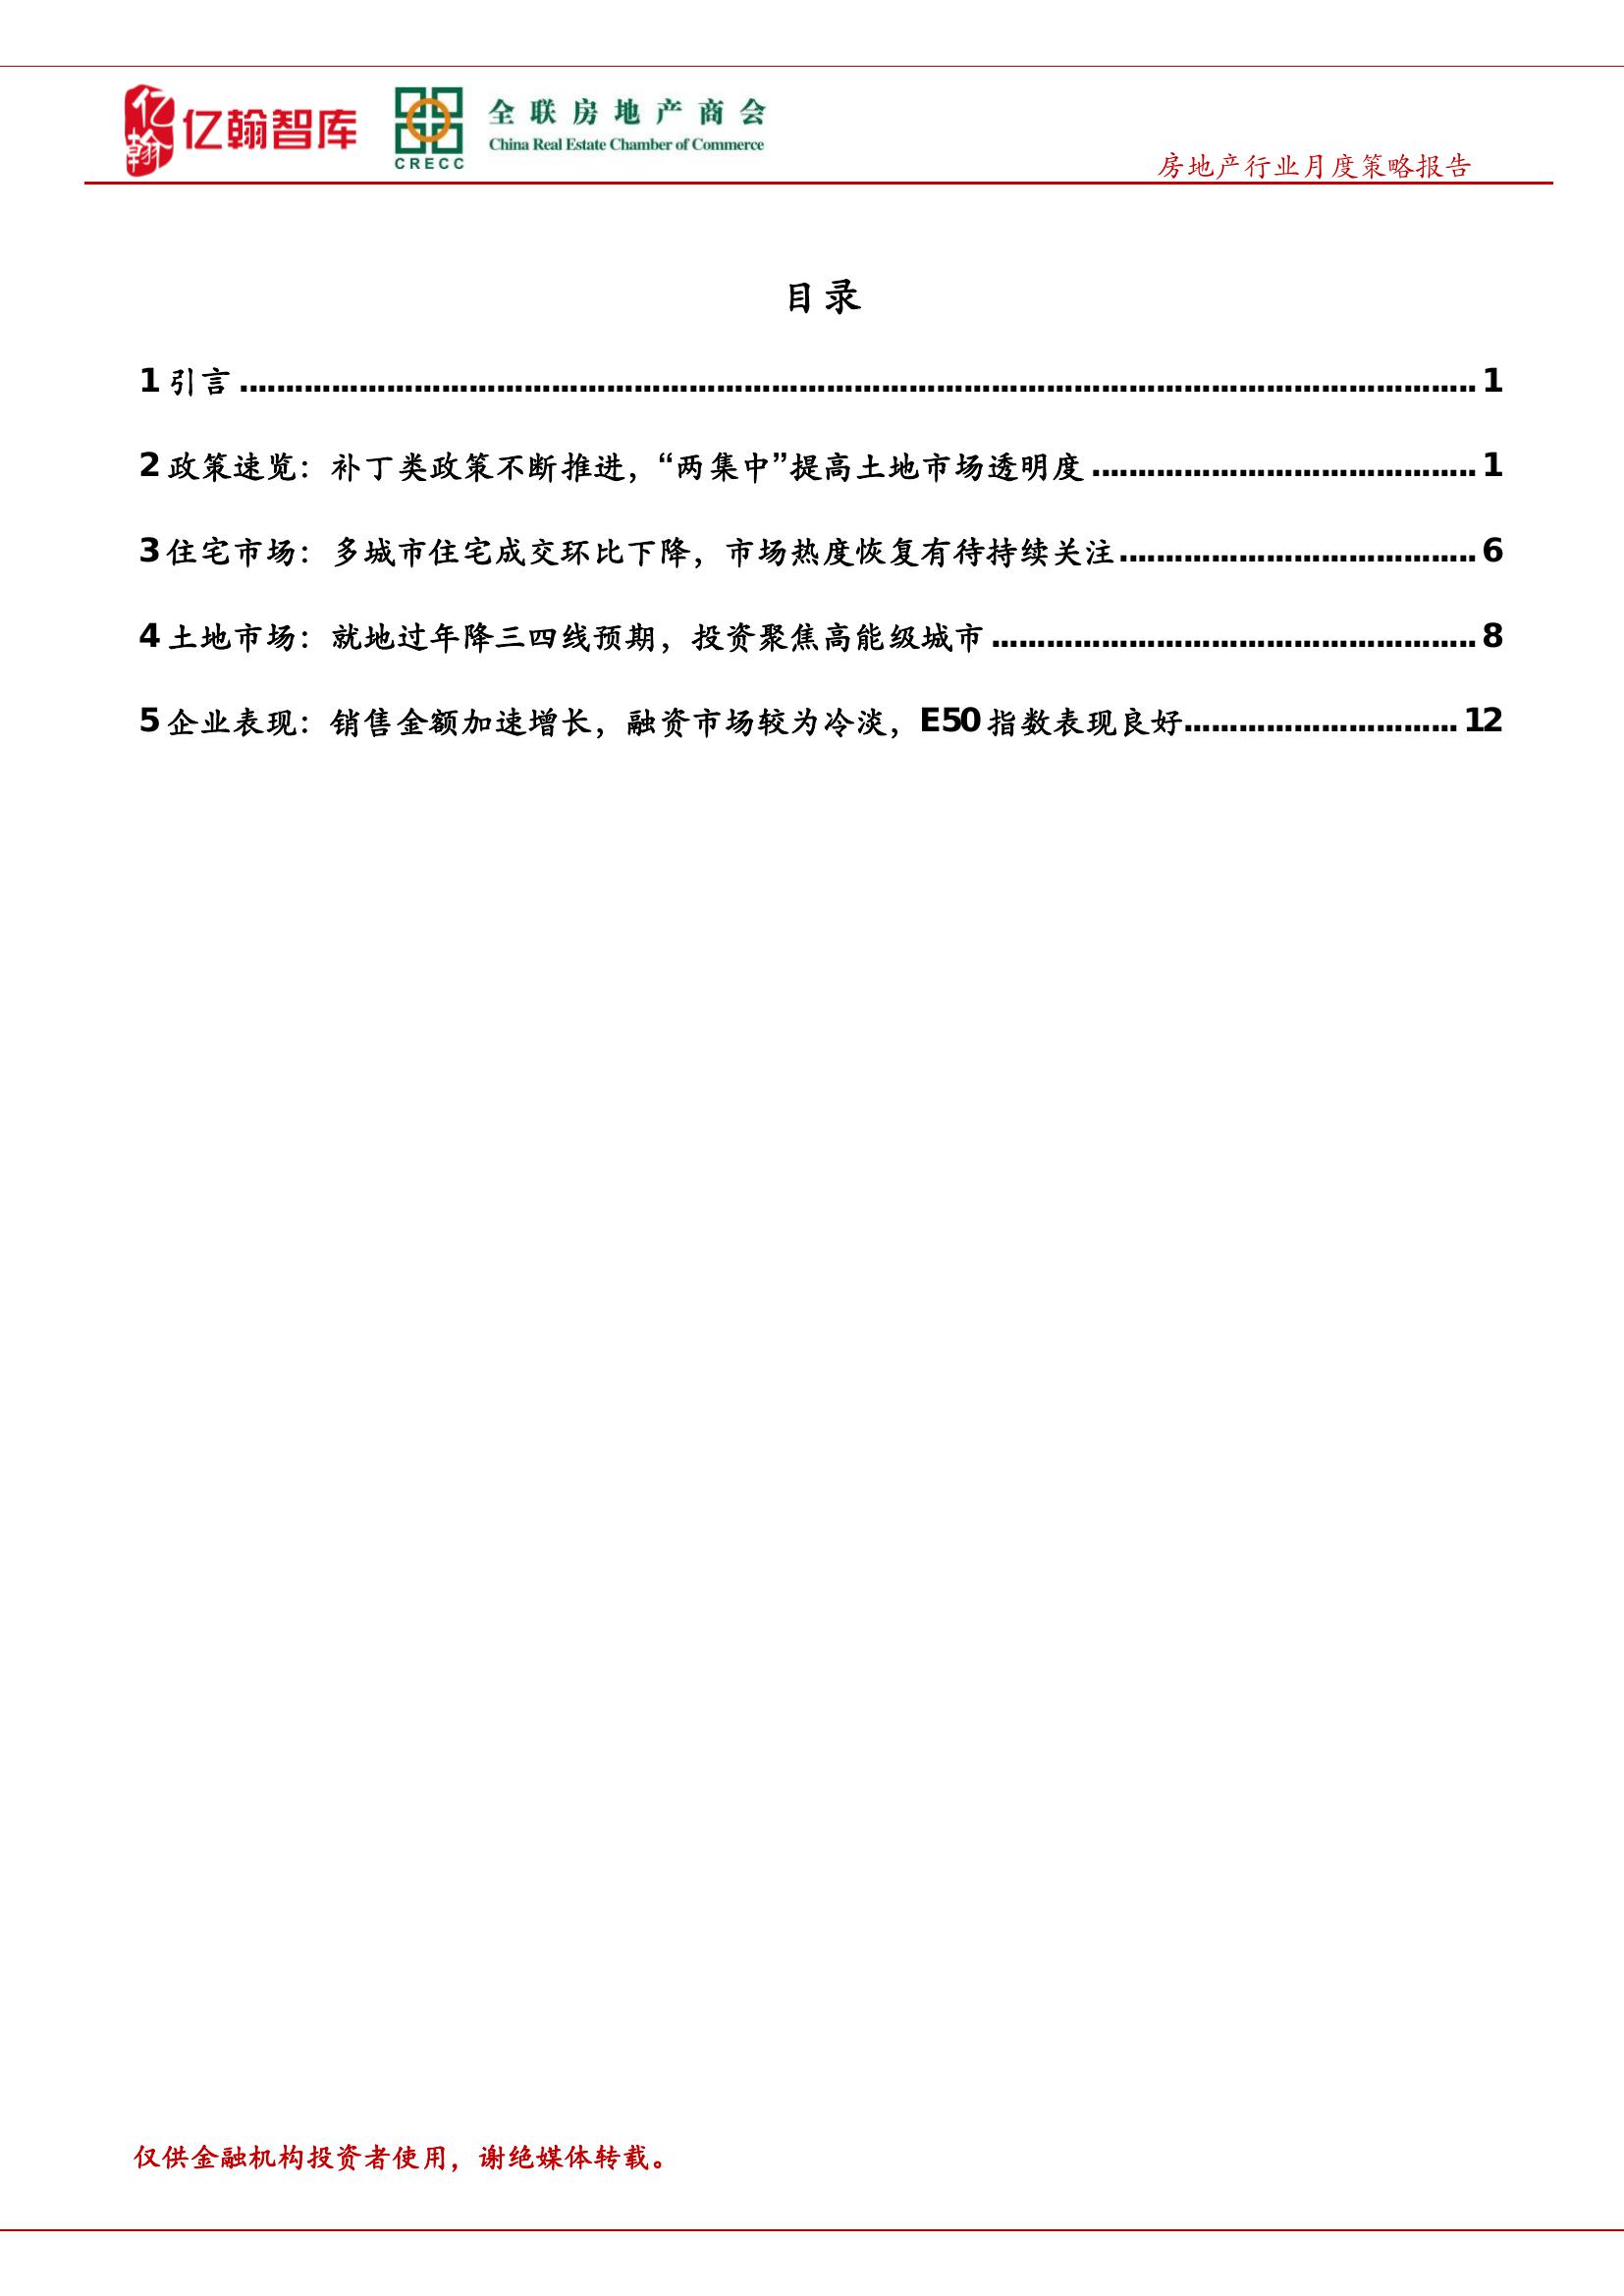 亿翰
亿翰智库
CRECC
全联房地产商会
China Real Estate Chamber of Commerce
房地产行业月度策略报告
目录
1 引言 1
2 政策速览：补丁类政策不断推进，“两集中”提高土地市场透明度 1
3 住宅市场：多城市住宅成交环比下降，市场热度恢复有待持续关注 6
4 土地市场：就地过年降三四线预期，投资聚焦高能级城市 8
5 企业表现：销售金额加速增长，融资市场较为冷淡，E50 指数表现良好 12
仅供金融机构投资者使用，谢绝媒体转载。